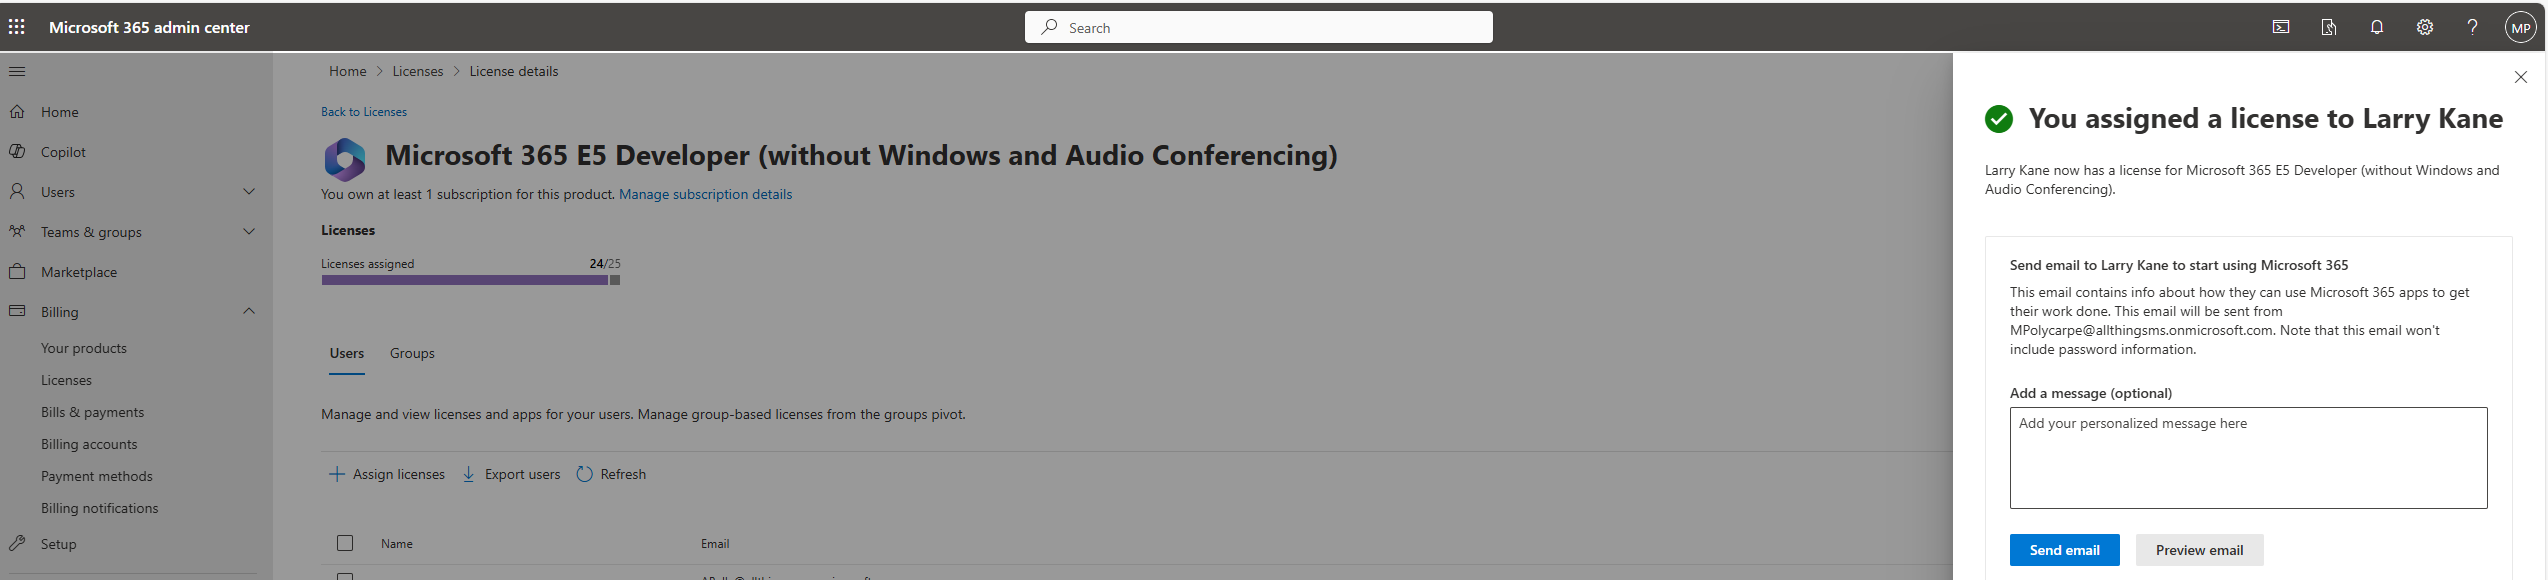 Microsoft 365 admin center
Search
MP
Home
Copilot
Users
Teams & groups
Marketplace
Billing
Your products
Licenses
Bills & payments
Billing accounts
Payment methods
Billing notifications
Setup
Home > Licenses > License details
Back to Licenses
Microsoft 365 E5 Developer (without Windows and Audio Conferencing)
You own at least 1 subscription for this product. Manage subscription details
Licenses
Licenses assigned 24/25
Users Groups
Manage and view licenses and apps for your users. Manage group-based licenses from the groups pivot.
Assign licenses Export users Refresh
Name Email
You assigned a license to Larry Kane
Larry Kane now has a license for Microsoft 365 E5 Developer (without Windows and
Audio Conferencing).
Send email to Larry Kane to start using Microsoft 365
This email contains info about how they can use Microsoft 365 apps to get
their work done. This email will be sent from
MPolycarpe@allthingsms.onmicrosoft.com. Note that this email won't
include password information.
Add a message (optional)
Add your personalized message here
Send email Preview email